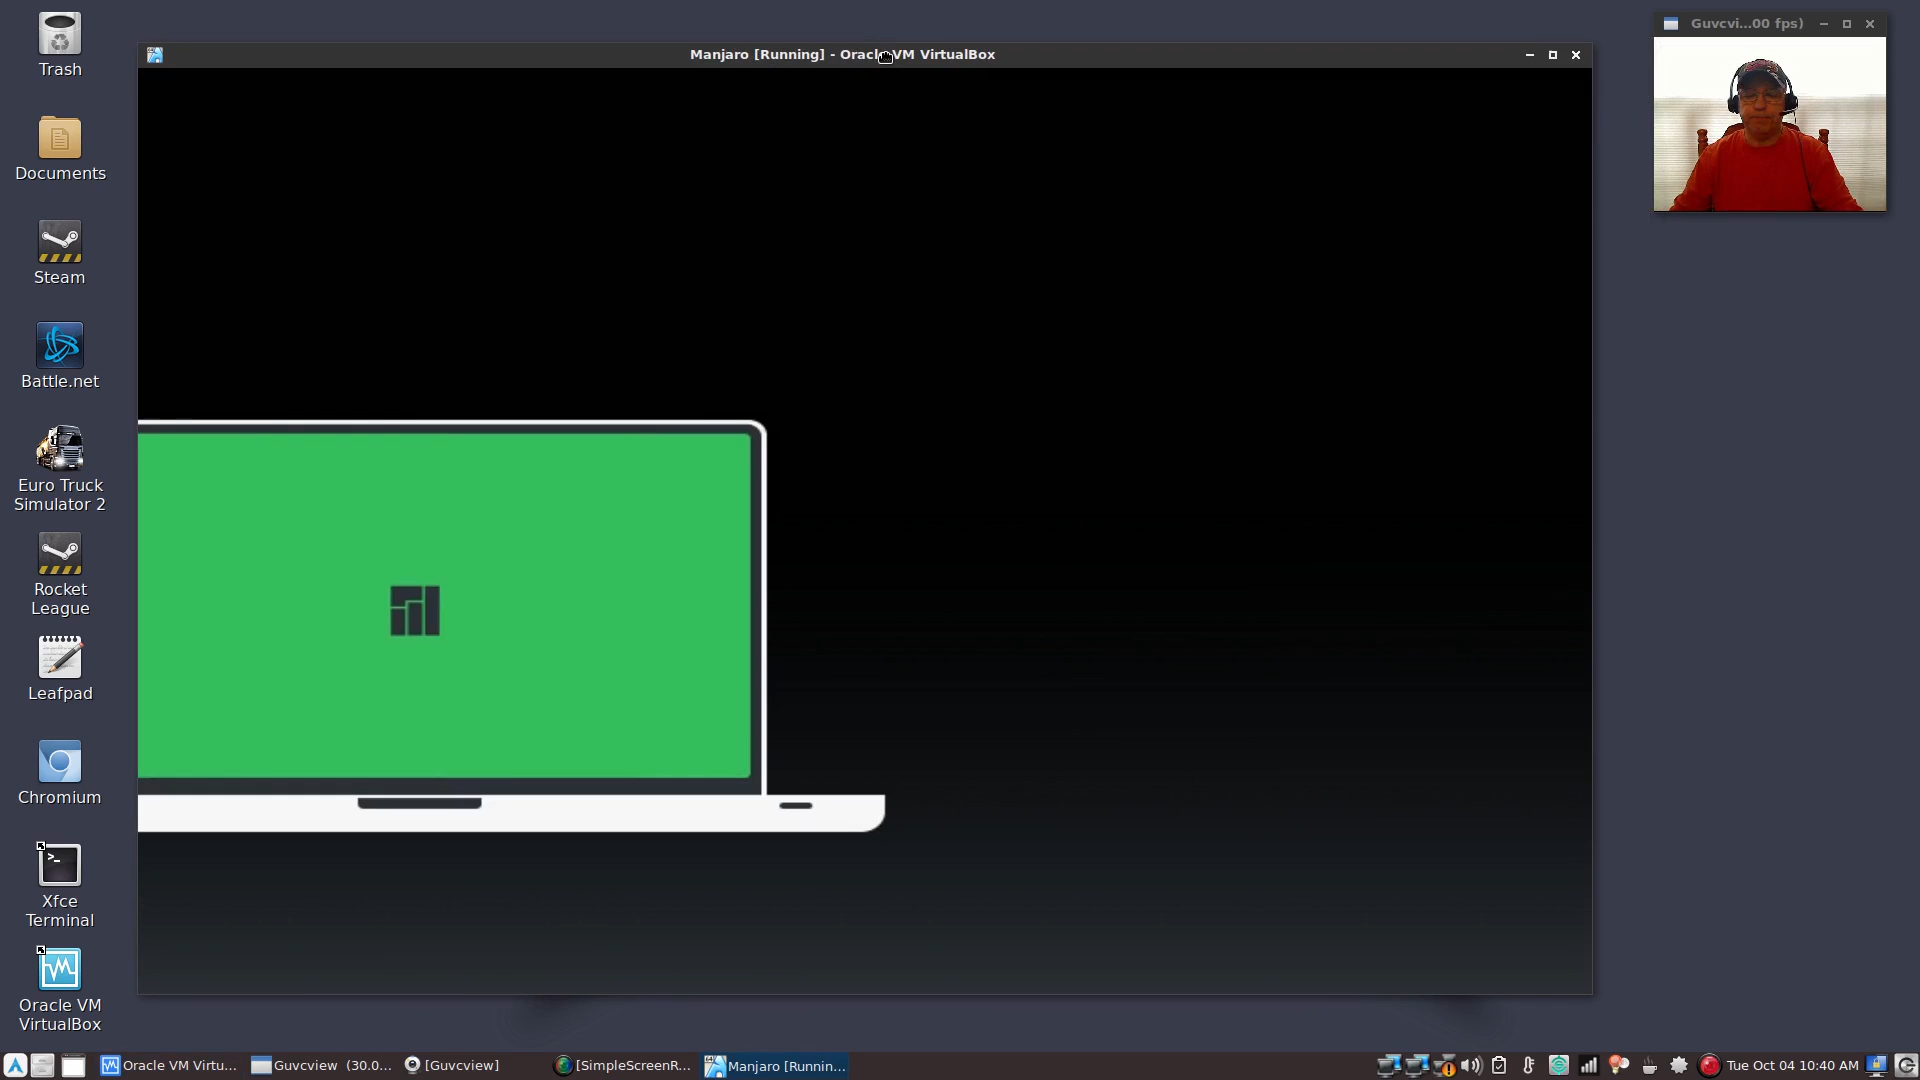 Trash
Documents
Steam
Battle.net
Euro Truck
Simulator 2
Rocket
League
Leafpad
Chromium
Xfce
Terminal
Oracle VM
VirtualBox
Manjaro [Running] - Oracle VM VirtualBox
Guvcvi...00 fps)
Oracle VM Virtu...
Guvcview (30.0...
[Guvcview]
[SimpleScreenR...
Manjaro [Runnin...
Tue Oct 04 10:40 AM